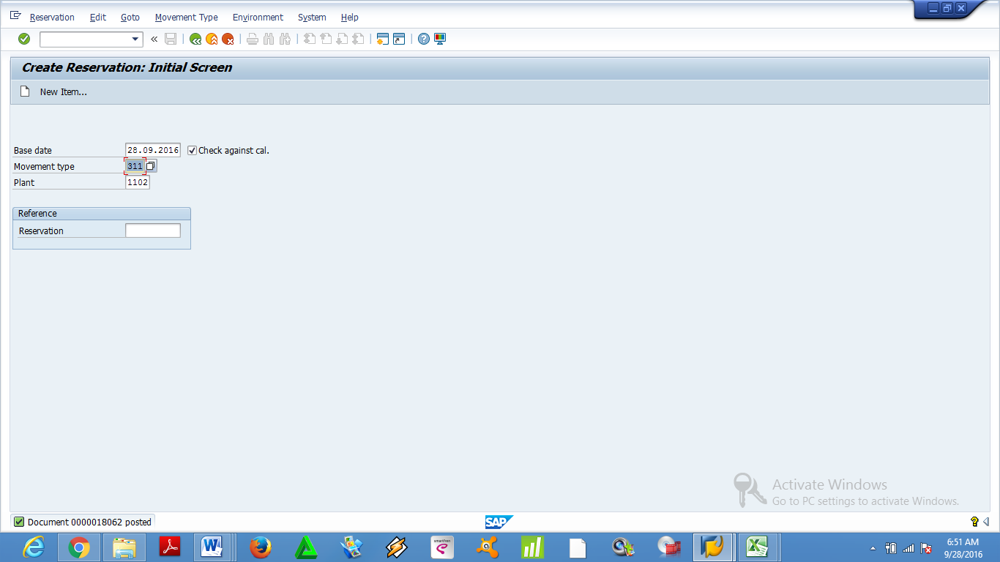 Reservation Edit Goto Movement Type Environment System Help
Create Reservation: Initial Screen
New Item...
Base date 28.09.2016 Check against cal.
Movement type 311
Plant 1102
Reference
Reservation
Activate Windows
Go to PC settings to activate Windows.
Document 0000018062 posted
SAP
smartfren
6:51 AM
9/28/2016